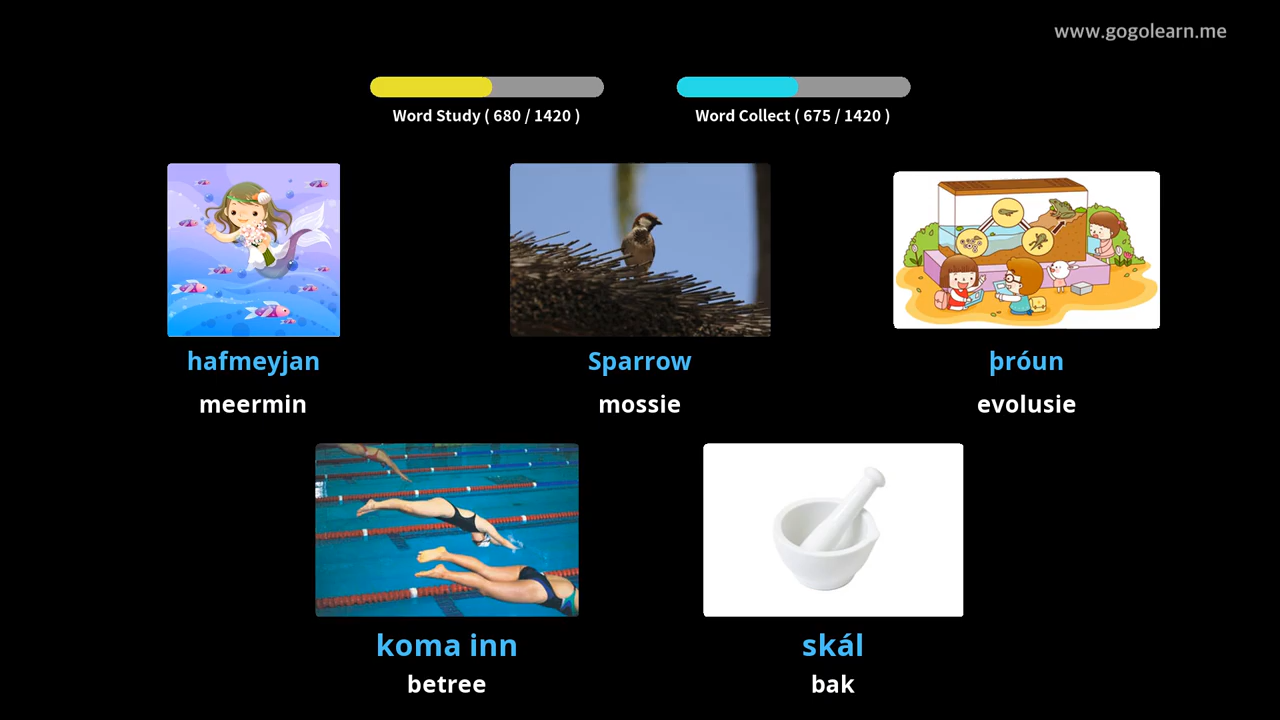 www.gogolearn.me
Word Study ( 680 / 1420 )
Word Collect ( 675 / 1420 )
hafmeyjan
meermin
Sparrow
mossie
þróun
evolusie
koma inn
betree
skál
bak